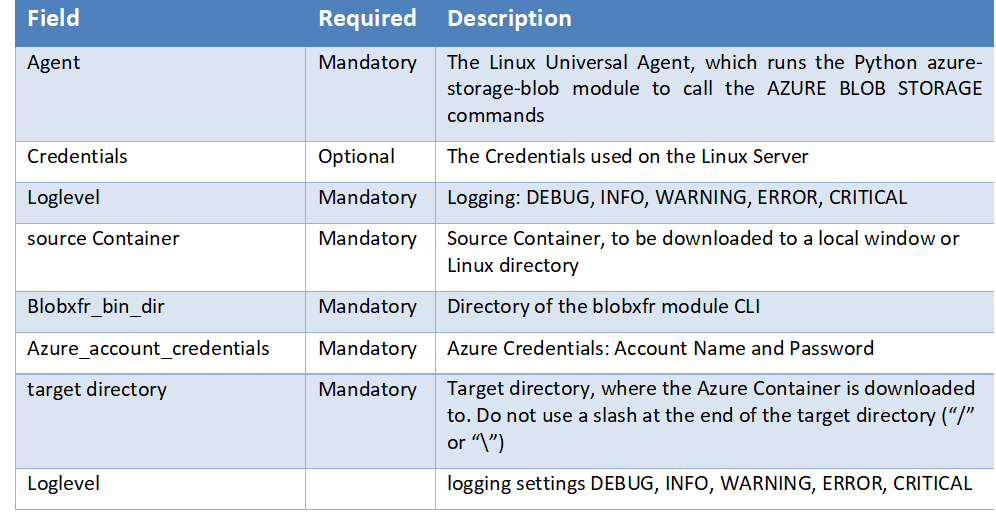 Field Required Description
Agent Mandatory The Linux Universal Agent, which runs the Python azure-
storage-blob module to call the AZURE BLOB STORAGE
commands
Credentials Optional The Credentials used on the Linux Server
Loglevel Mandatory Logging: DEBUG, INFO, WARNING, ERROR, CRITICAL
source Container Mandatory Source Container, to be downloaded to a local window or
Linux directory
Blobxfr_bin_dir Mandatory Directory of the blobxfr module CLI
Azure_account_credentials Mandatory Azure Credentials: Account Name and Password
target directory Mandatory Target directory, where the Azure Container is downloaded
to. Do not use a slash at the end of the target directory (“/”
or “\”)
Loglevel logging settings DEBUG, INFO, WARNING, ERROR, CRITICAL